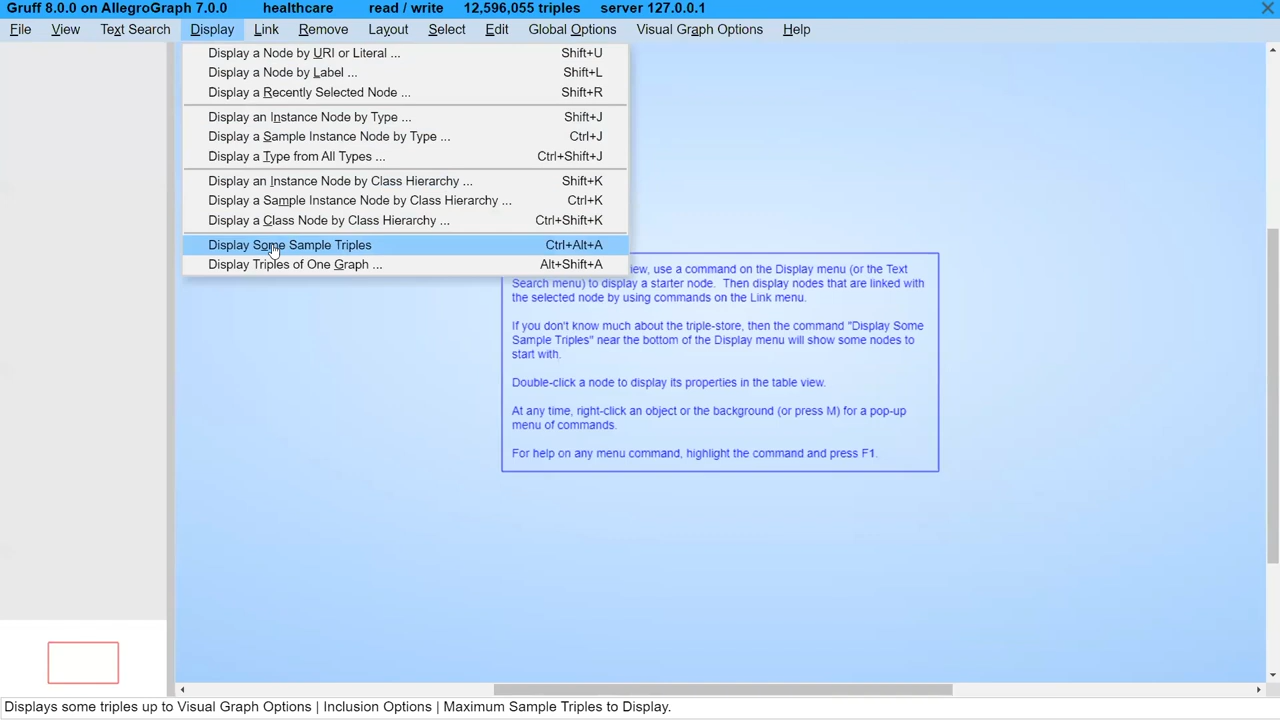 Gruff 8.0.0 on AllegroGraph 7.0.0 healthcare read / write 12,596,055 triples server 127.0.0.1
File View Text Search Display Link Remove Layout Select Edit Global Options Visual Graph Options Help
Display a Node by URI or Literal ... Shift+U
Display a Node by Label ... Shift+L
Display a Recently Selected Node ... Shift+R
Display an Instance Node by Type ... Shift+J
Display a Sample Instance Node by Type ... Ctrl+J
Display a Type from All Types ... Ctrl+Shift+J
Display an Instance Node by Class Hierarchy ... Shift+K
Display a Sample Instance Node by Class Hierarchy ... Ctrl+K
Display a Class Node by Class Hierarchy ... Ctrl+Shift+K
Display Some Sample Triples Ctrl+Alt+A
Display Triples of One Graph ... Alt+Shift+A
use a command on the Display menu (or the Text
Search menu) to display a starter node. Then display nodes that are linked with
the selected node by using commands on the Link menu.
If you don't know much about the triple-store, then the command "Display Some
Sample Triples" near the bottom of the Display menu will show some nodes to
start with.
Double-click a node to display its properties in the table view.
At any time, right-click an object or the background (or press M) for a pop-up
menu of commands.
For help on any menu command, highlight the command and press F1.
Displays some triples up to Visual Graph Options | Inclusion Options | Maximum Sample Triples to Display.